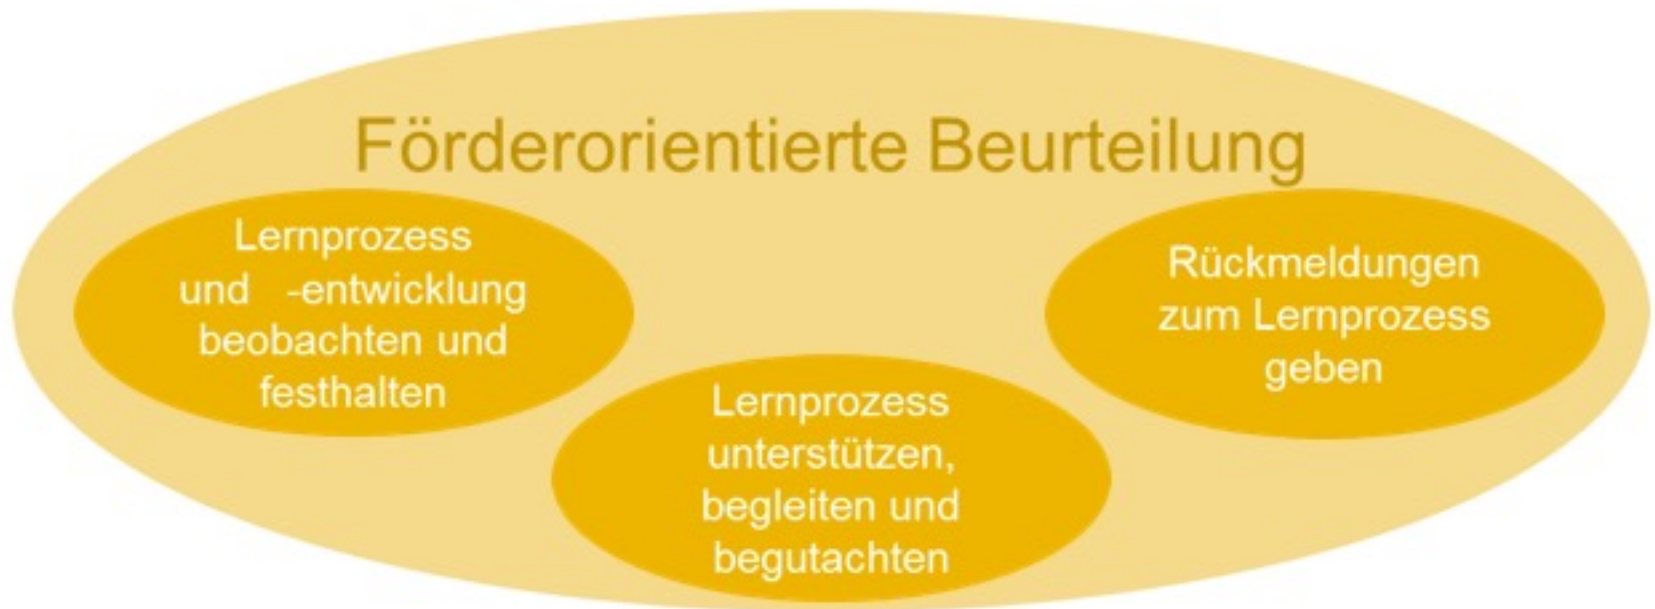 Förderorientierte Beurteilung
Lernprozess
und -entwicklung
beobachten und
festhalten
Lernprozess
unterstützen,
begleiten und
begutachten
Rückmeldungen
zum Lernprozess
geben